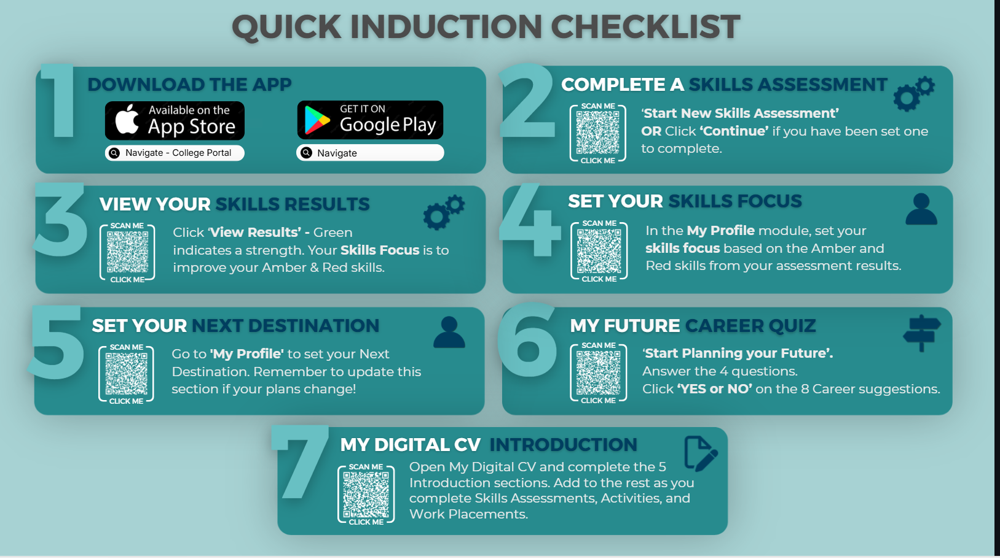 QUICK INDUCTION CHECKLIST
1
DOWNLOAD THE APP
Available on the
App Store
Navigate - College Portal
GET IT ON
Google Play
Navigate
2
COMPLETE A SKILLS ASSESSMENT
SCAN ME
CLICK ME
‘Start New Skills Assessment’
OR Click ‘Continue’ if you have been set one
to complete.
3
VIEW YOUR SKILLS RESULTS
SCAN ME
CLICK ME
Click ‘View Results’ - Green
indicates a strength. Your Skills Focus is to
improve your Amber & Red skills.
4
SET YOUR SKILLS FOCUS
SCAN ME
CLICK ME
In the My Profile module, set your
skills focus based on the Amber and
Red skills from your assessment results.
5
SET YOUR NEXT DESTINATION
SCAN ME
CLICK ME
Go to 'My Profile' to set your Next
Destination. Remember to update this
section if your plans change!
6
MY FUTURE CAREER QUIZ
SCAN ME
CLICK ME
‘Start Planning your Future’.
Answer the 4 questions.
Click ‘YES or NO’ on the 8 Career suggestions.
7
MY DIGITAL CV INTRODUCTION
SCAN ME
CLICK ME
Open My Digital CV and complete the 5
Introduction sections. Add to the rest as you
complete Skills Assessments, Activities, and
Work Placements.